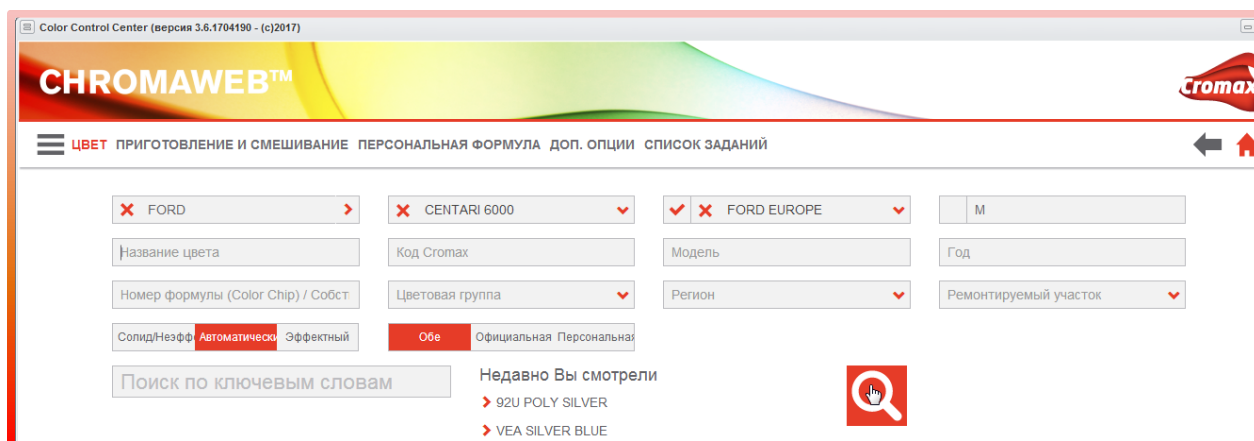 Color Control Center (версия 3.6.1704190 - (c)2017)
CHROMAWEB™
Cromax
ЦВЕТ ПРИГОТОВЛЕНИЕ И СМЕШИВАНИЕ ПЕРСОНАЛЬНАЯ ФОРМУЛА ДОП. ОПЦИИ СПИСОК ЗАДАНИЙ
FORD CENTARI 6000 FORD EUROPE M
Название цвета Код Cromax Модель Год
Номер формулы (Color Chip) / Собст Цветовая группа Регион Ремонтируемый участок
Солид/Неэфф Автоматически Эффектный Обе Официальная Персональная
Поиск по ключевым словам Недавно Вы смотрели
92U POLY SILVER
VEA SILVER BLUE